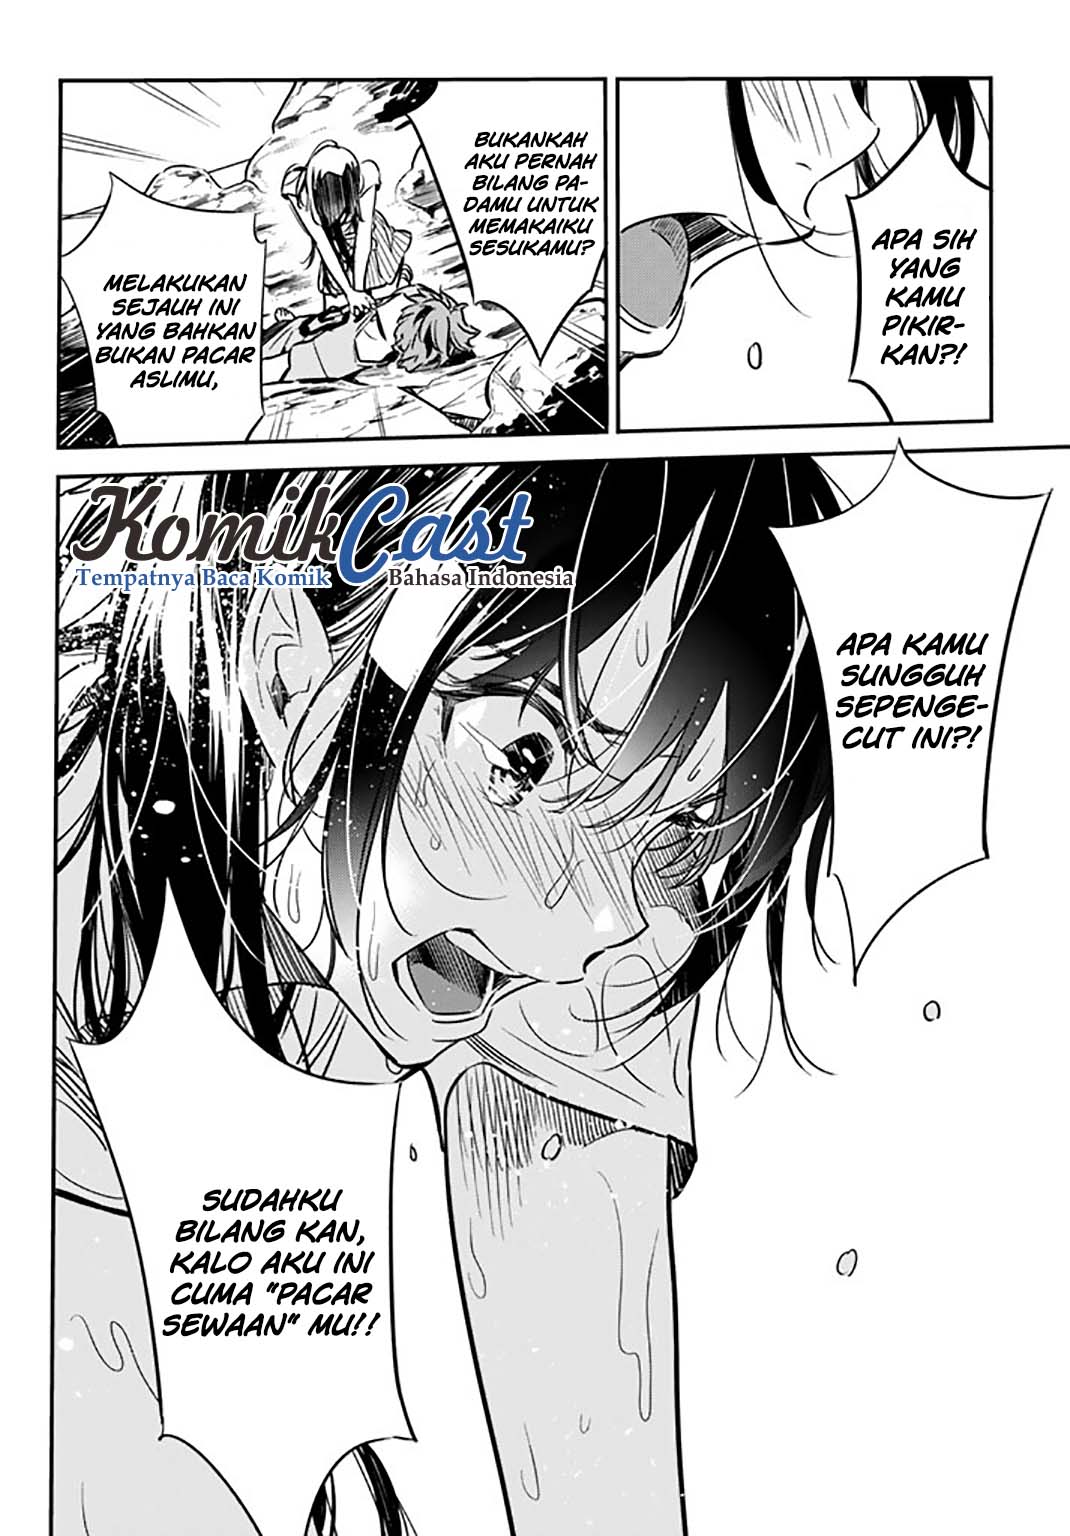 APA SIH
YANG
KAMU
PIKIR-
KAN?!
BUKANKAH
AKU PERNAH
BILANG PA-
DAMU UNTUK
MEMAKAIKU
SESUKAMU?
MELAKUKAN
SEJAUH INI
YANG BAHKAN
BUKAN PACAR
ASLIMU,
KomikCast
Tempatnya Baca Komik Bahasa Indonesia
APA KAMU
SUNGGUH
SEPENGE-
CUT INI?!
SUDAHKU
BILANG KAN,
KALO AKU INI
CUMA "PACAR
SEWAAN" MU!!